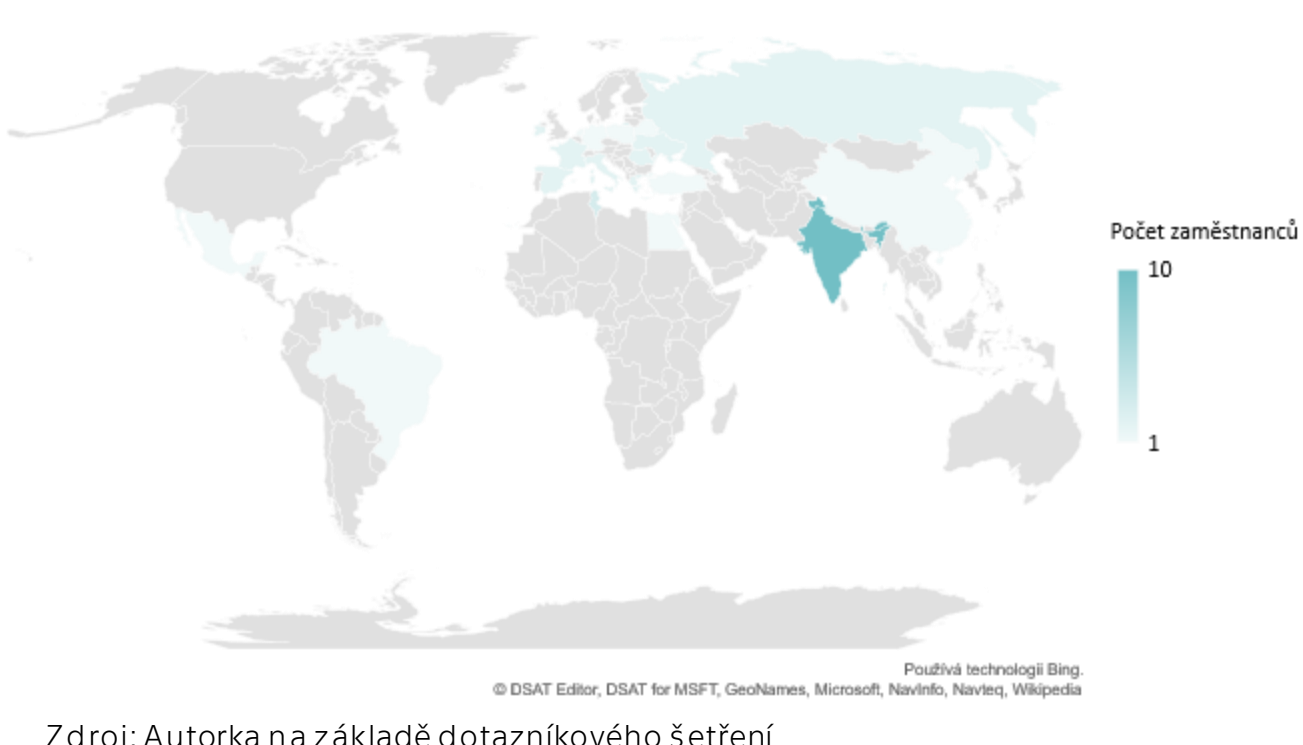 Počet zaměstnanců
10
1
Používá technologii Bing.
© DSAT Editor, DSAT for MSFT, GeoNames, Microsoft, NavInfo, Navteq, Wikipedia
Zdroj: Autorka na základě dotazníkového šetření